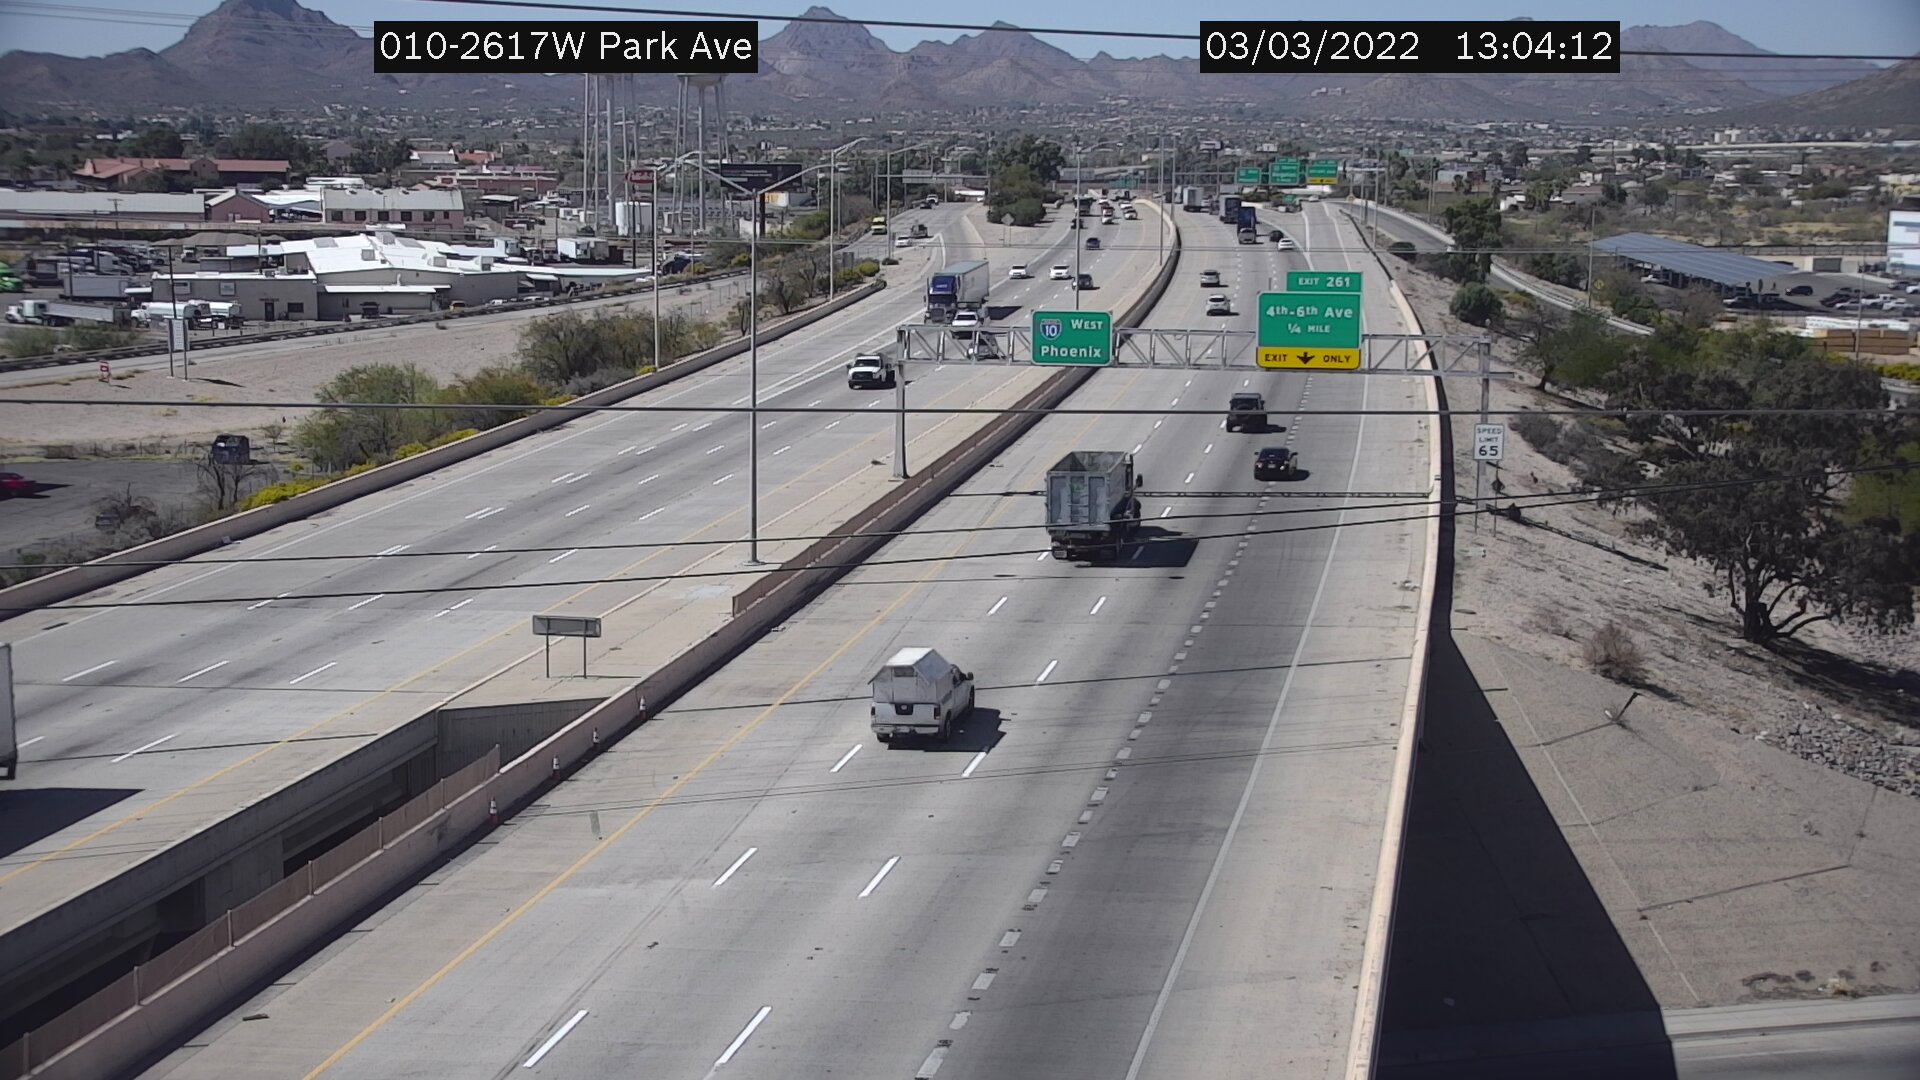 010-2617W Park Ave
03/03/2022 13:04:12
EXIT 261
4th-6th Ave
1/4 MILE
EXIT ONLY
10 WEST
Phoenix
SPEED
LIMIT
65